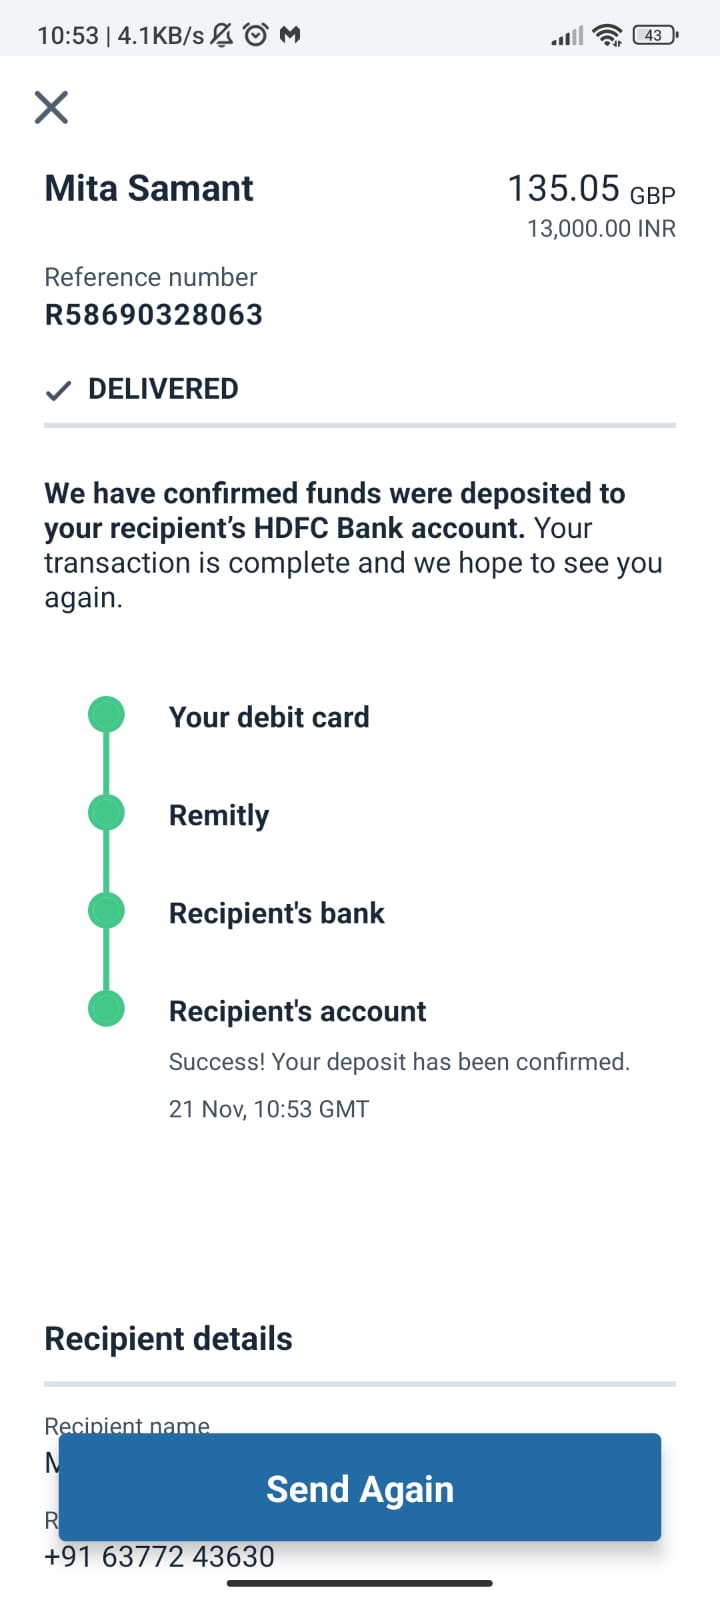 10:53 | 4.1KB/s
43
Mita Samant
135.05 GBP
13,000.00 INR
Reference number
R58690328063
DELIVERED
We have confirmed funds were deposited to
your recipient’s HDFC Bank account. Your
transaction is complete and we hope to see you
again.
Your debit card
Remitly
Recipient's bank
Recipient's account
Success! Your deposit has been confirmed.
21 Nov, 10:53 GMT
Recipient details
Recipient name
Send Again
+91 63772 43630